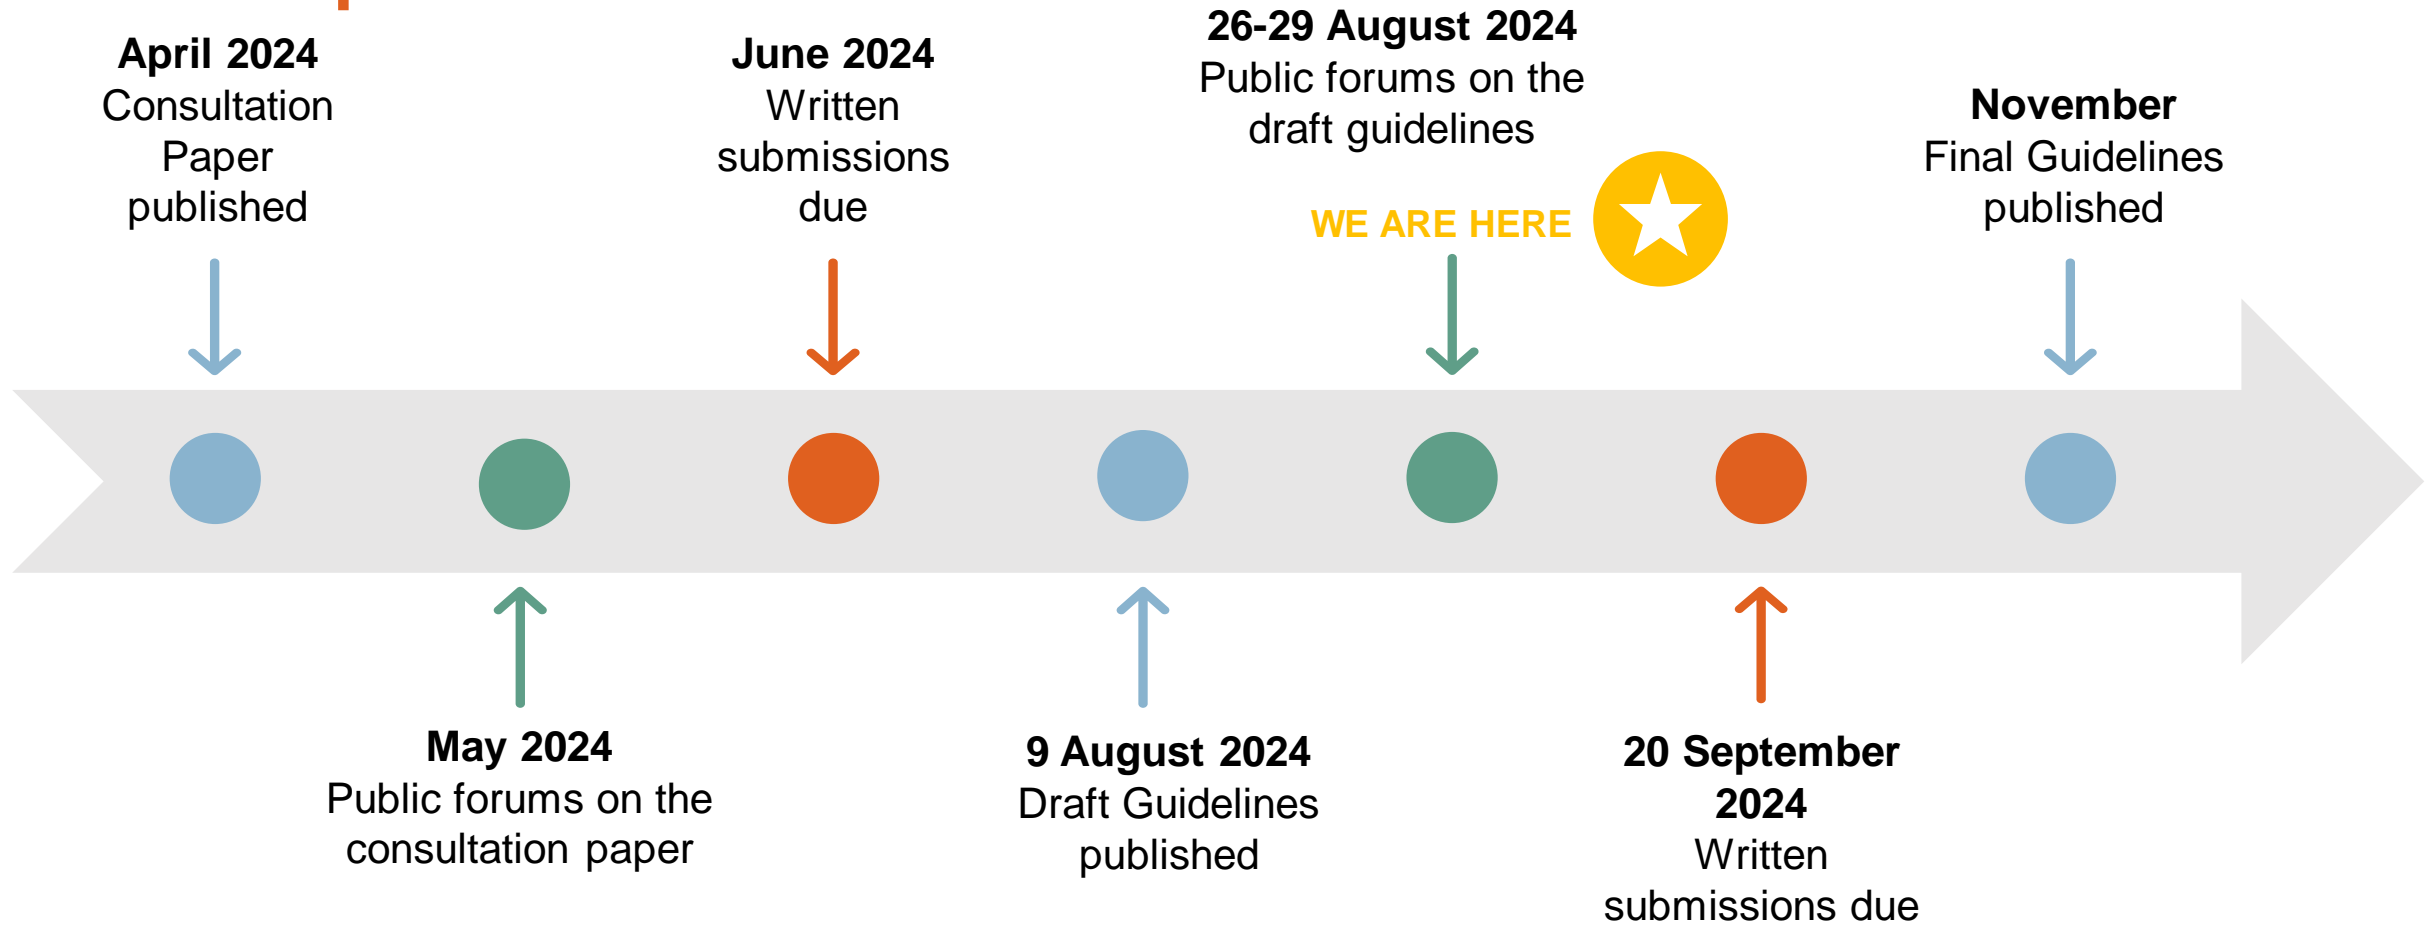 April 2024
Consultation
Paper
published
June 2024
Written
submissions
due
26-29 August 2024
Public forums on the
draft guidelines
WE ARE HERE
November
Final Guidelines
published
May 2024
Public forums on the
consultation paper
9 August 2024
Draft Guidelines
published
20 September
2024
Written
submissions due